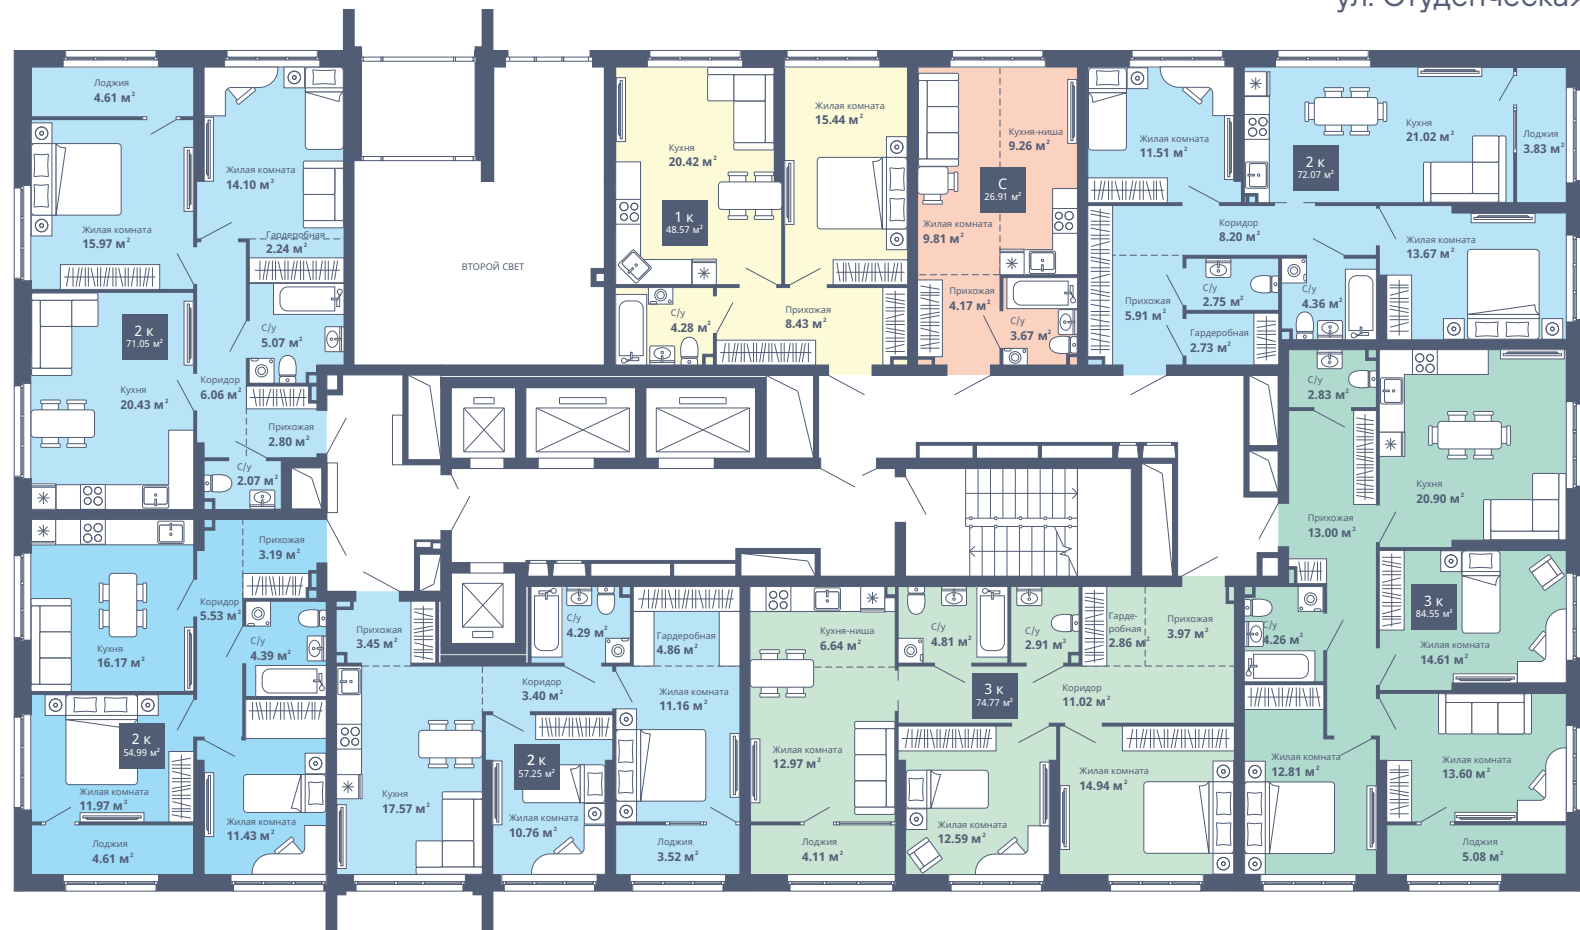 ул. Студенческая
Лоджия
4.61 м²
Жилая комната
14.10 м²
Жилая комната
15.97 м²
Гардеробная
2.24 м²
2 к
71.05 м²
С/у
5.07 м²
Кухня
20.43 м²
Коридор
6.06 м²
Прихожая
2.80 м²
С/у
2.07 м²
ВТОРОЙ СВЕТ
Кухня
20.42 м²
1 к
48.57 м²
Жилая комната
15.44 м²
С/у
4.28 м²
Прихожая
8.43 м²
Кухня-ниша
9.26 м²
С
26.91 м²
Жилая комната
9.81 м²
Прихожая
4.17 м²
С/у
3.67 м²
Жилая комната
11.51 м²
Кухня
21.02 м²
2 к
72.07 м²
Лоджия
3.83 м²
Коридор
8.20 м²
Жилая комната
13.67 м²
Прихожая
5.91 м²
С/у
2.75 м²
С/у
4.36 м²
Гардеробная
2.73 м²
С/у
2.83 м²
Кухня
20.90 м²
Прихожая
13.00 м²
3 к
84.55 м²
Жилая комната
14.61 м²
С/у
4.26 м²
Жилая комната
12.81 м²
Жилая комната
13.60 м²
Лоджия
5.08 м²
Прихожая
3.19 м²
Коридор
5.53 м²
Кухня
16.17 м²
С/у
4.39 м²
2 к
54.99 м²
Жилая комната
11.97 м²
Жилая комната
11.43 м²
Лоджия
4.61 м²
Прихожая
3.45 м²
С/у
4.29 м²
Гардеробная
4.86 м²
Коридор
3.40 м²
Жилая комната
11.16 м²
2 к
57.25 м²
Кухня
17.57 м²
Жилая комната
10.76 м²
3.52 м²
Лоджия
Кухня-ниша
6.64 м²
С/у
4.81 м²
С/у
2.91 м²
Гарде-
робная
2.86 м²
Прихожая
3.97 м²
3 к
74.77 м²
Коридор
11.02 м²
Жилая комната
12.97 м²
Жилая комната
14.94 м²
Жилая комната
12.59 м²
Лоджия
4.11 м²